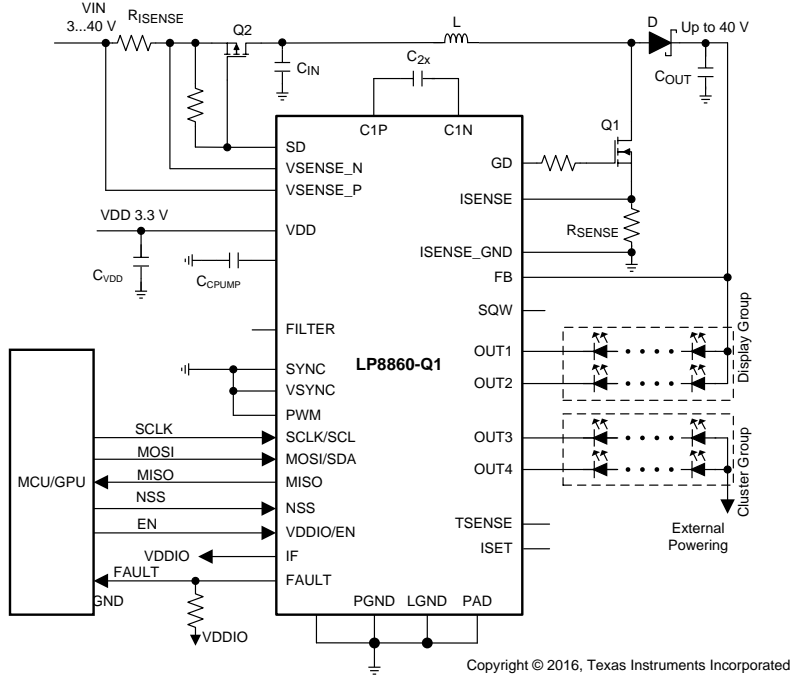 VIN
3...40 V
RISENSE
Q2
L
D
Up to 40 V
CIN
C2x
COUT
C1P
C1N
Q1
SD
VSENSE_N
VSENSE_P
GD
ISENSE
RSENSE
VDD 3.3 V
VDD
ISENSE_GND
CVDD
CCPUMP
FB
SQW
FILTER
LP8860-Q1
OUT1
OUT2
Display Group
SYNC
VSYNC
PWM
OUT3
OUT4
Cluster Group
MCU/GPU
SCLK
SCLK/SCL
MOSI
MOSI/SDA
MISO
MISO
NSS
NSS
EN
VDDIO/EN
TSENSE
ISET
External
Powering
VDDIO
IF
FAULT
FAULT
GND
VDDIO
PGND
LGND
PAD
Copyright © 2016, Texas Instruments Incorporated